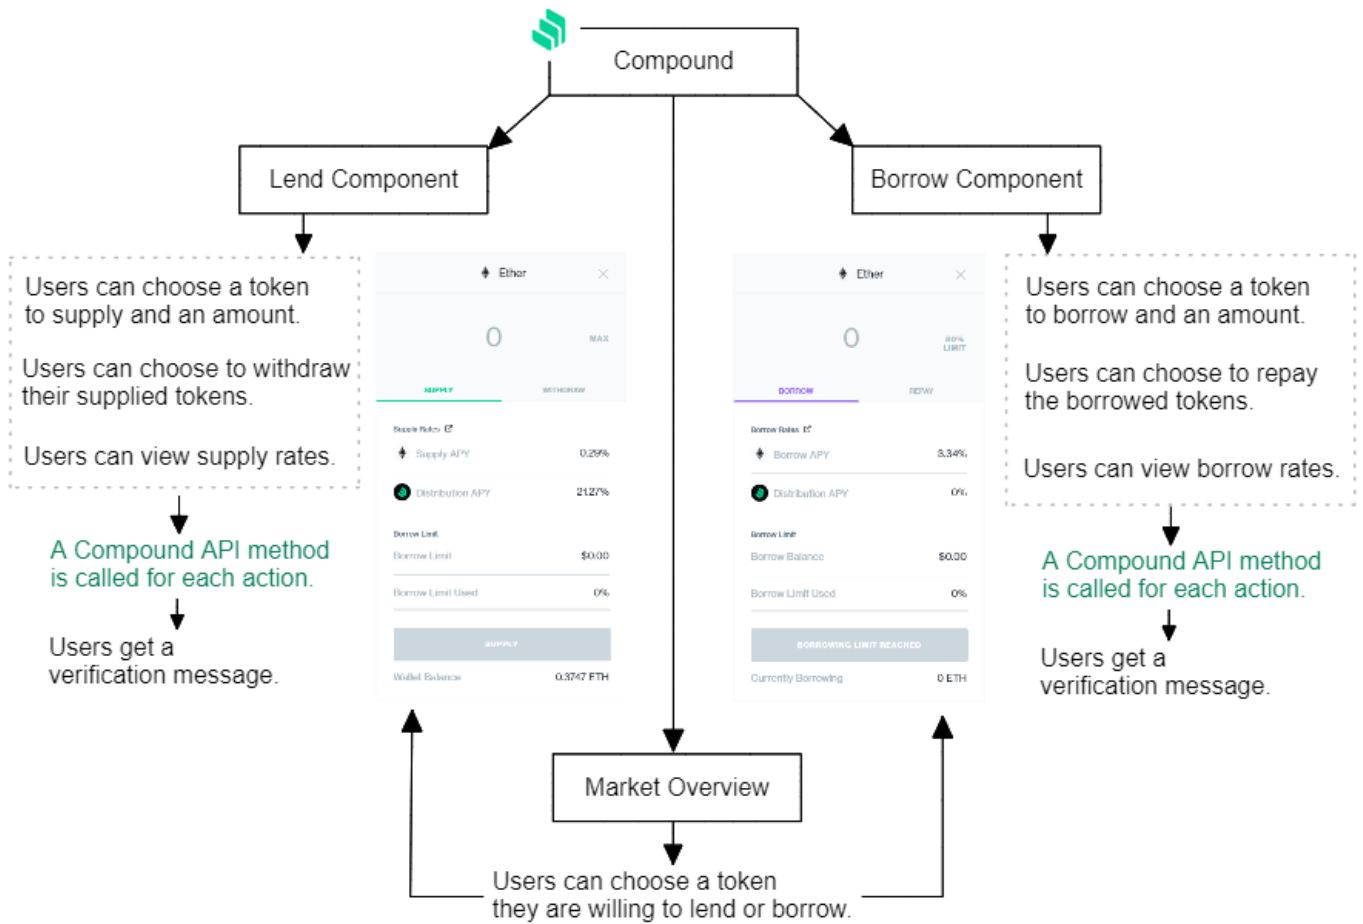 Compound
Lend Component
Borrow Component
Users can choose a token
to supply and an amount.
Users can choose to withdraw
their supplied tokens.
Users can view supply rates.
A Compound API method
is called for each action.
Users get a
verification message.
Ether
0
MAX
SUPPLY
WITHDRAW
Supply Rates
Supply APY 0.29%
Distribution APY 21.27%
Borrow Limit
Borrow Limit $0.00
Borrow Limit Used 0%
SUPPLY
Wallet Balance 0.3747 ETH
Ether
0
80%
LIMIT
BORROW
REPAY
Borrow Rates
Borrow APY 3.34%
Distribution APY 0%
Borrow Limit
Borrow Balance $0.00
Borrow Limit Used 0%
BORROWING LIMIT REACHED
Currently Borrowing 0 ETH
Users can choose a token
to borrow and an amount.
Users can choose to repay
the borrowed tokens.
Users can view borrow rates.
A Compound API method
is called for each action.
Users get a
verification message.
Market Overview
Users can choose a token
they are willing to lend or borrow.